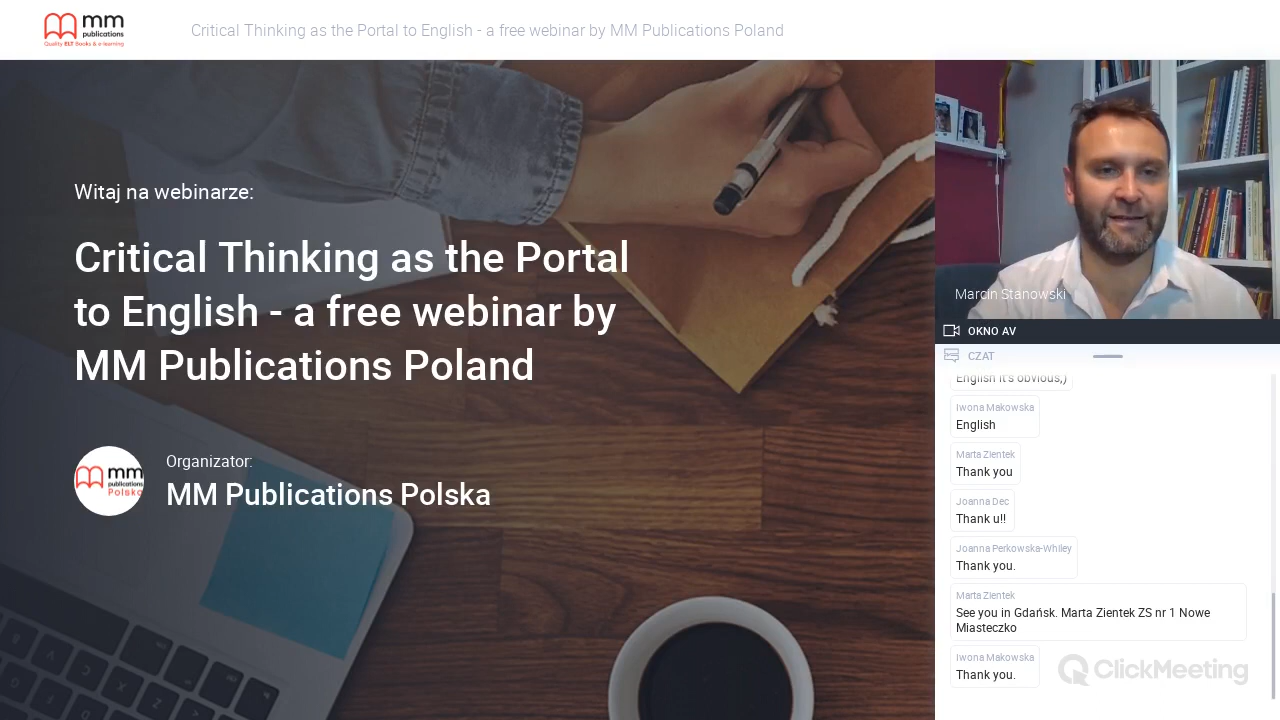 mm
publications
Quality ELT Books & e-learning
Critical Thinking as the Portal to English - a free webinar by MM Publications Poland
Witaj na webinarze:
Critical Thinking as the Portal
to English - a free webinar by
MM Publications Poland
mm
publications
Polska
Organizator:
MM Publications Polska
Marcin Stanowski
OKNO AV
CZAT
English it's obvious,)
Iwona Makowska
English
Marta Zientek
Thank you
Joanna Dec
Thank u!!
Joanna Perkowska-Whiley
Thank you.
Marta Zientek
See you in Gdańsk. Marta Zientek ZS nr 1 Nowe
Miasteczko
Iwona Makowska
Thank you.
ClickMeeting